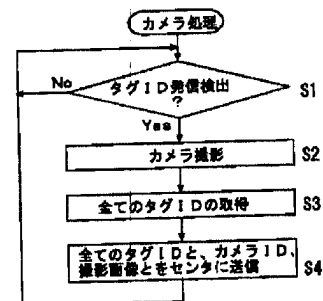 カメラ処理
タグID発信検出
?
No
S1
Yes
カメラ撮影
S2
全てのタグIDの取得
S3
全てのタグIDと、カメラID、
撮影画像とをセンタに送信
S4